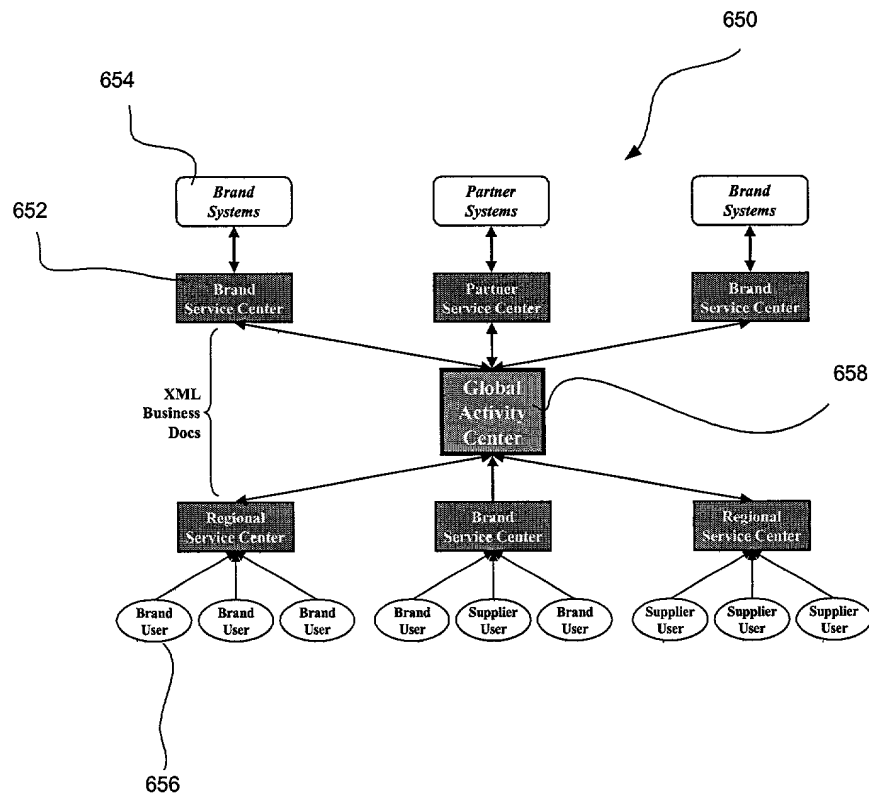 650
654
Brand
Systems
Partner
Systems
Brand
Systems
652
Brand
Service Center
Partner
Service Center
Brand
Service Center
XML
Business
Docs
Global
Activity
Center
658
Regional
Service Center
Brand
Service Center
Regional
Service Center
Brand
User
Brand
User
Brand
User
Brand
User
Supplier
User
Brand
User
Supplier
User
Supplier
User
Supplier
User
656